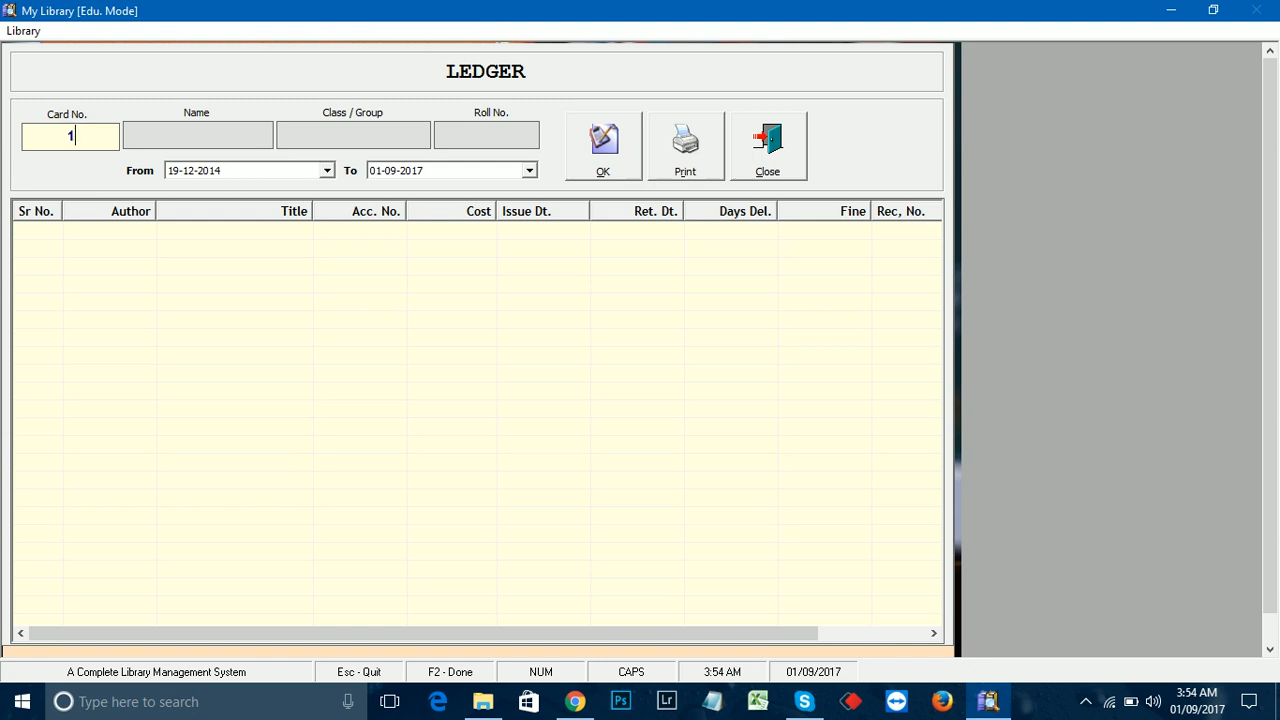 My Library [Edu. Mode]
Library
LEDGER
Card No. Name Class / Group Roll No.
1
From 19-12-2014 To 01-09-2017
OK Print Close
Sr No. Author Title Acc. No. Cost Issue Dt. Ret. Dt. Days Del. Fine Rec, No.
A Complete Library Management System Esc - Quit F2 - Done NUM CAPS 3:54 AM 01/09/2017
Type here to search Ps Lr 3:54 AM
01/09/2017